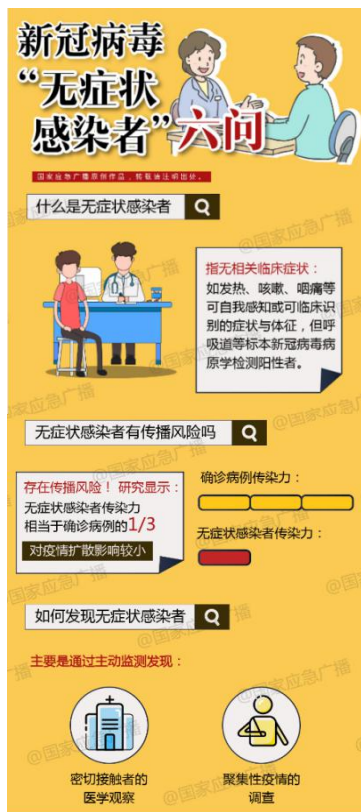 新冠病毒
“无症状
感染者”六问
国家应急广播原创作品，转载请注明出处。
什么是无症状感染者
指无相关临床症状：
如发热、咳嗽、咽痛等
可自我感知或可临床识
别的症状与体征，但呼
吸道等标本新冠病毒病
原学检测阳性者。
无症状感染者有传播风险吗
存在传播风险！研究显示：
无症状感染者传染力
相当于确诊病例的1/3
对疫情扩散影响较小
确诊病例传染力：
无症状感染者传染力：
如何发现无症状感染者
主要是通过主动监测发现：
密切接触者的
医学观察
聚集性疫情的
调查
@国家应急广播